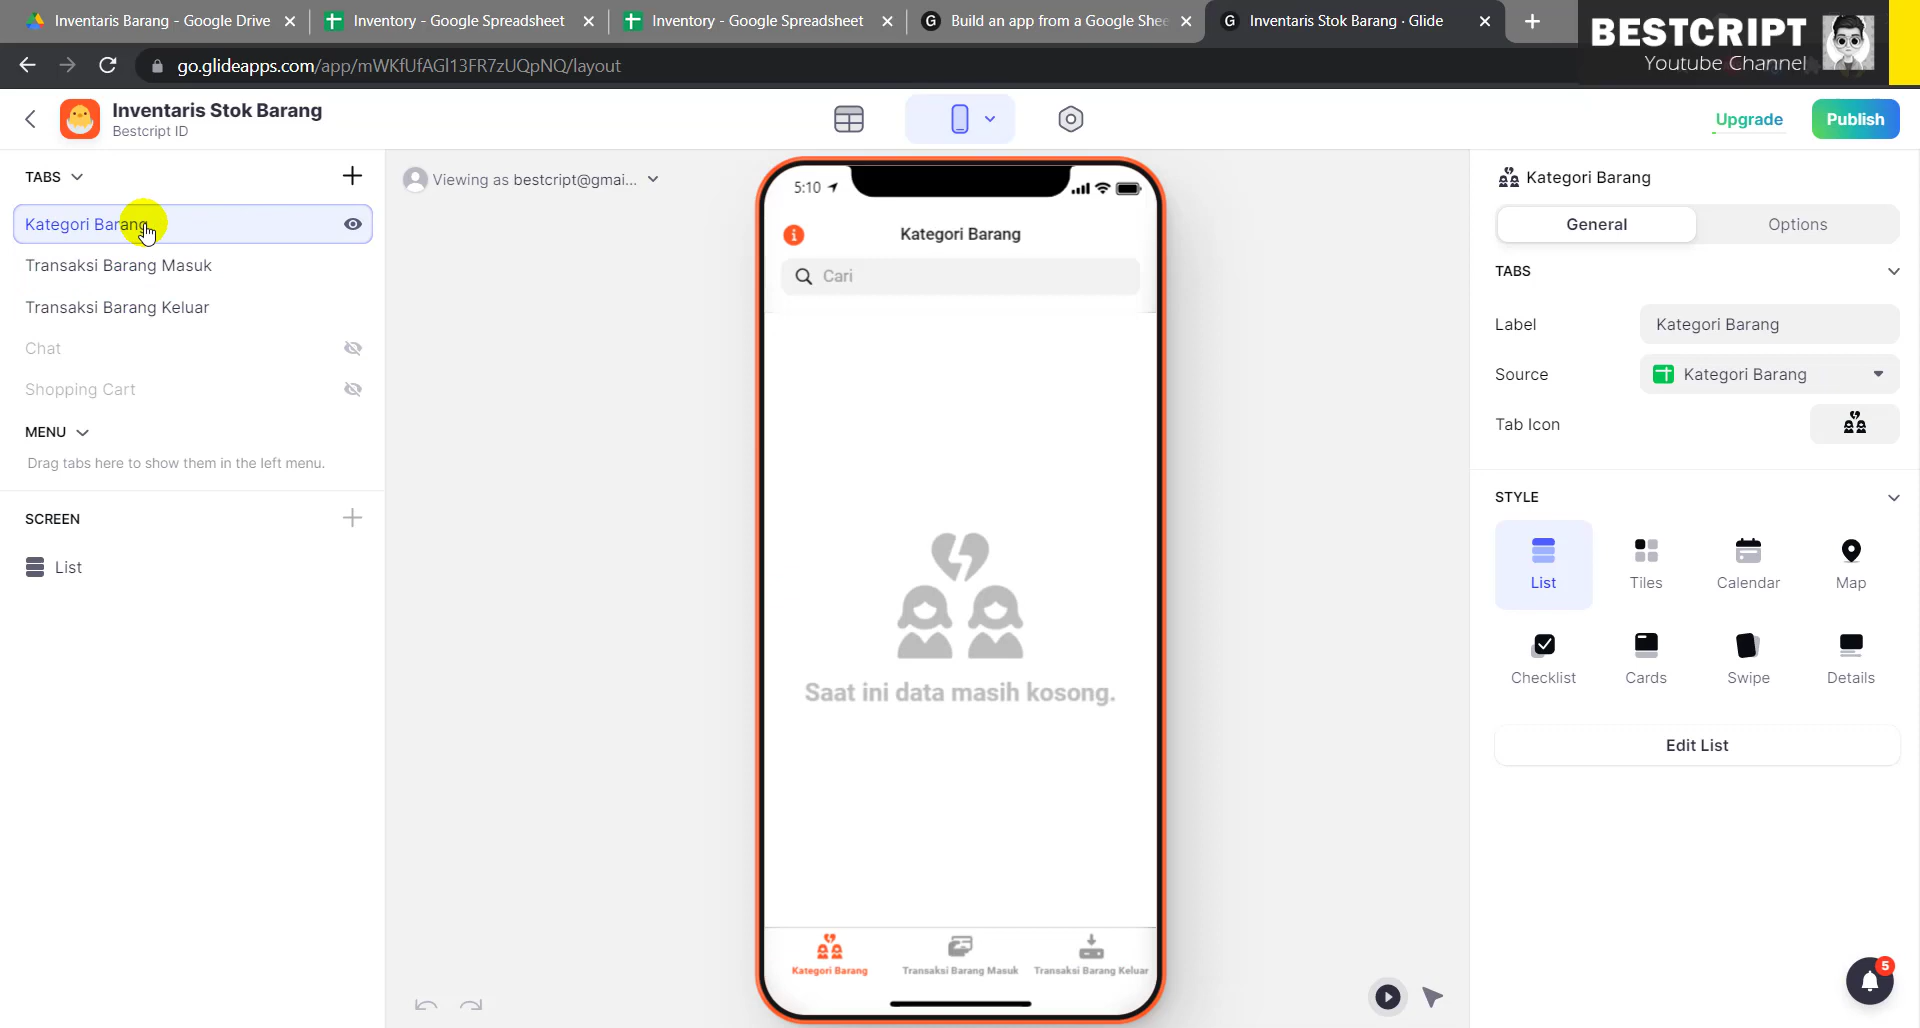 Inventaris Barang - Google Drive
Inventory - Google Spreadsheet
Inventory - Google Spreadsheet
Build an app from a Google Shee
Inventaris Stok Barang · Glide
BESTCRIPT
Youtube Channel
go.glideapps.com/app/mWKfUfAGl13FR7zUQpNQ/layout
Inventaris Stok Barang
Bestcript ID
Upgrade
Publish
TABS
Kategori Barang
Transaksi Barang Masuk
Transaksi Barang Keluar
Chat
Shopping Cart
MENU
Drag tabs here to show them in the left menu.
SCREEN
List
Viewing as bestcript@gmai...
5:10
Kategori Barang
Cari
Saat ini data masih kosong.
Kategori Barang
Transaksi Barang Masuk
Transaksi Barang Keluar
Kategori Barang
General
Options
TABS
Label
Kategori Barang
Source
Kategori Barang
Tab Icon
STYLE
List
Tiles
Calendar
Map
Checklist
Cards
Swipe
Details
Edit List
5